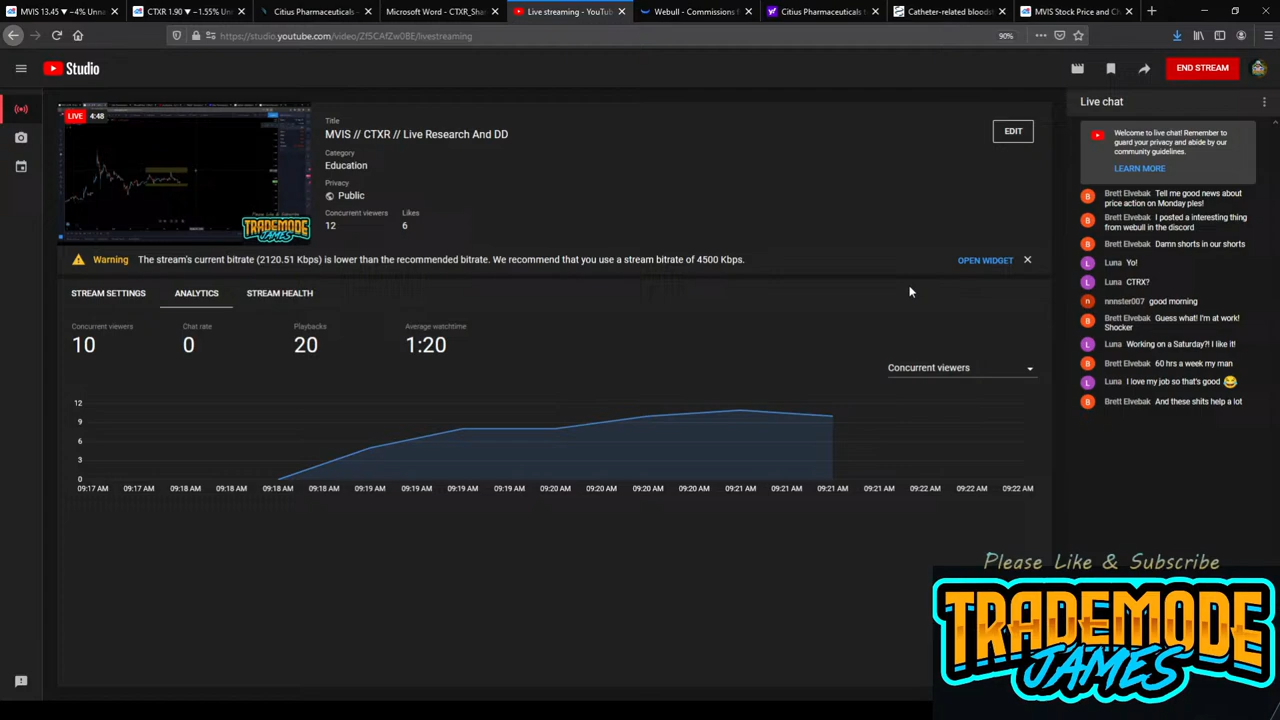 MVIS 13.45 ▼ −4% Unna
CTXR 1.90 ▼ −1.55% Unna
Citius Pharmaceuticals -
Microsoft Word - CTXR_Sha
Live streaming - YouTub
Webull - Commissions f
Citius Pharmaceuticals
Catheter-related bloods
MVIS Stock Price and Ch
https://studio.youtube.com/video/Zf5CAfZw0BE/livestreaming
90%
Studio
END STREAM
LIVE 4:48
TRADEMODE
JAMES
Title
MVIS // CTXR // Live Research And DD
Category
Education
Privacy
Public
Concurrent viewers Likes
12 6
EDIT
Warning The stream's current bitrate (2120.51 Kbps) is lower than the recommended bitrate. We recommend that you use a stream bitrate of 4500 Kbps.
OPEN WIDGET
STREAM SETTINGS ANALYTICS STREAM HEALTH
Concurrent viewers Chat rate Playbacks Average watchtime
10 0 20 1:20
Concurrent viewers
12
9
6
3
0
09:17 AM 09:17 AM 09:18 AM 09:18 AM 09:18 AM 09:18 AM 09:19 AM 09:19 AM 09:19 AM 09:20 AM 09:20 AM 09:20 AM 09:20 AM 09:21 AM 09:21 AM 09:21 AM 09:21 AM 09:22 AM 09:22 AM 09:22 AM
Live chat
Welcome to live chat! Remember to
guard your privacy and abide by our
community guidelines.
LEARN MORE
Brett Elvebak Tell me good news about
price action on Monday ples!
Brett Elvebak I posted a interesting thing
from webull in the discord
Brett Elvebak Damn shorts in our shorts
Luna Yo!
Luna CTRX?
nnnster007 good morning
Brett Elvebak Guess what! I'm at work!
Shocker
Luna Working on a Saturday?! I like it!
Brett Elvebak 60 hrs a week my man
Luna I love my job so that's good 😂
Brett Elvebak And these shits help a lot
Please Like & Subscribe
TRADEMODE
JAMES